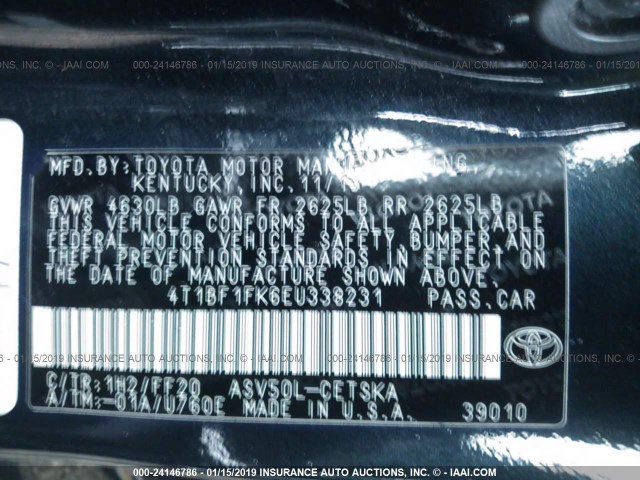 000-24146786 - 01/15/2019 INSURANCE AUTO AUCTIONS, INC. © - IAAI.COM
MFD.BY:TOYOTA MOTOR
KENTUCKY,INC.
GVWR 4630LB GAWR FR 2625LB RR 2625LB
THIS VEHICLE CONFORMS TO ALL APPLICABLE
FEDERAL MOTOR VEHICLE SAFETY,BUMPER,AND
THEFT PREVENTION STANDARDS IN EFFECT ON
THE DATE OF MANUFACTURE SHOWN ABOVE.
4T1BF1FK6EU338231 PASS.CAR
C/TR:1H2/FF20 ASV50L-CETSKA
A/TM:-01A/U760E MADE IN U.S.A. 39010
000-24146786 - 01/15/2019 INSURANCE AUTO AUCTIONS, INC. © - IAAI.COM